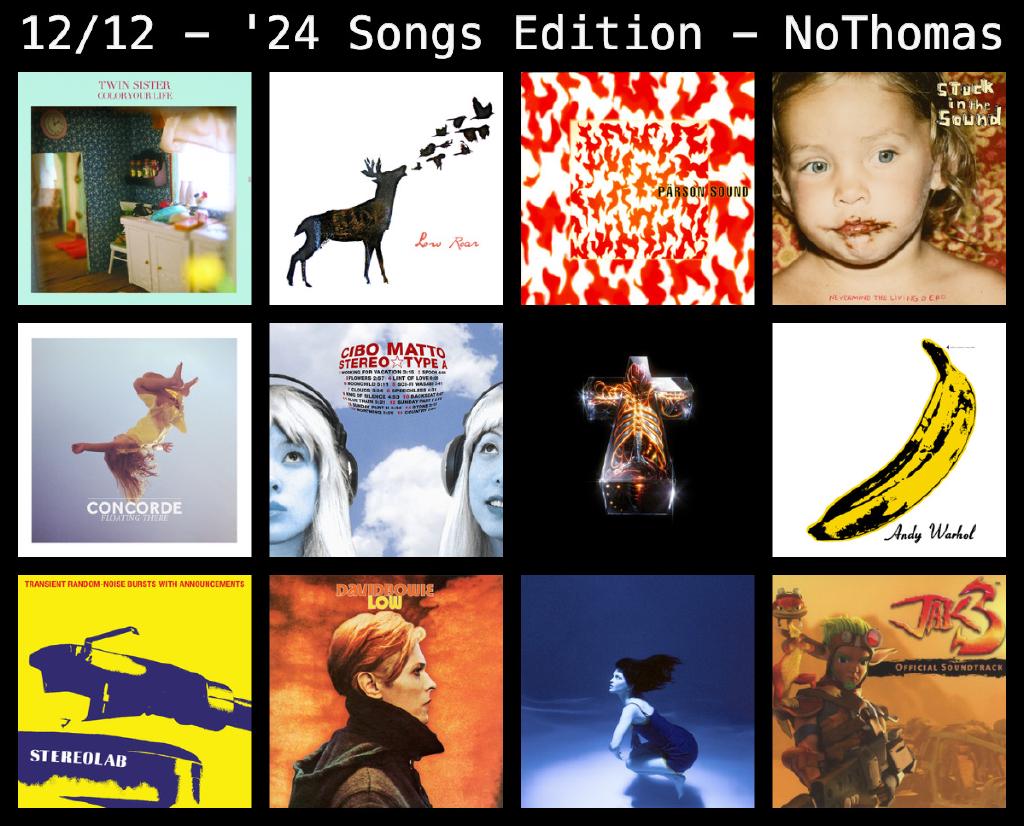 12/12 – '24 Songs Edition – NoThomas
TWIN SISTER
COLOR YOUR LIFE
Low Roar
PARSON SOUND
STuck
in the
Sound
NEVERMIND THE LIVING DEAD
CONCORDE
FLOATING THERE
CIBO MATTO
STEREO☆TYPE A
Andy Warhol
TRANSIENT RANDOM-NOISE BURSTS WITH ANNOUNCEMENTS
STEREOLAB
DAVID BOWIE
LOW
JAK 3
OFFICIAL SOUNDTRACK